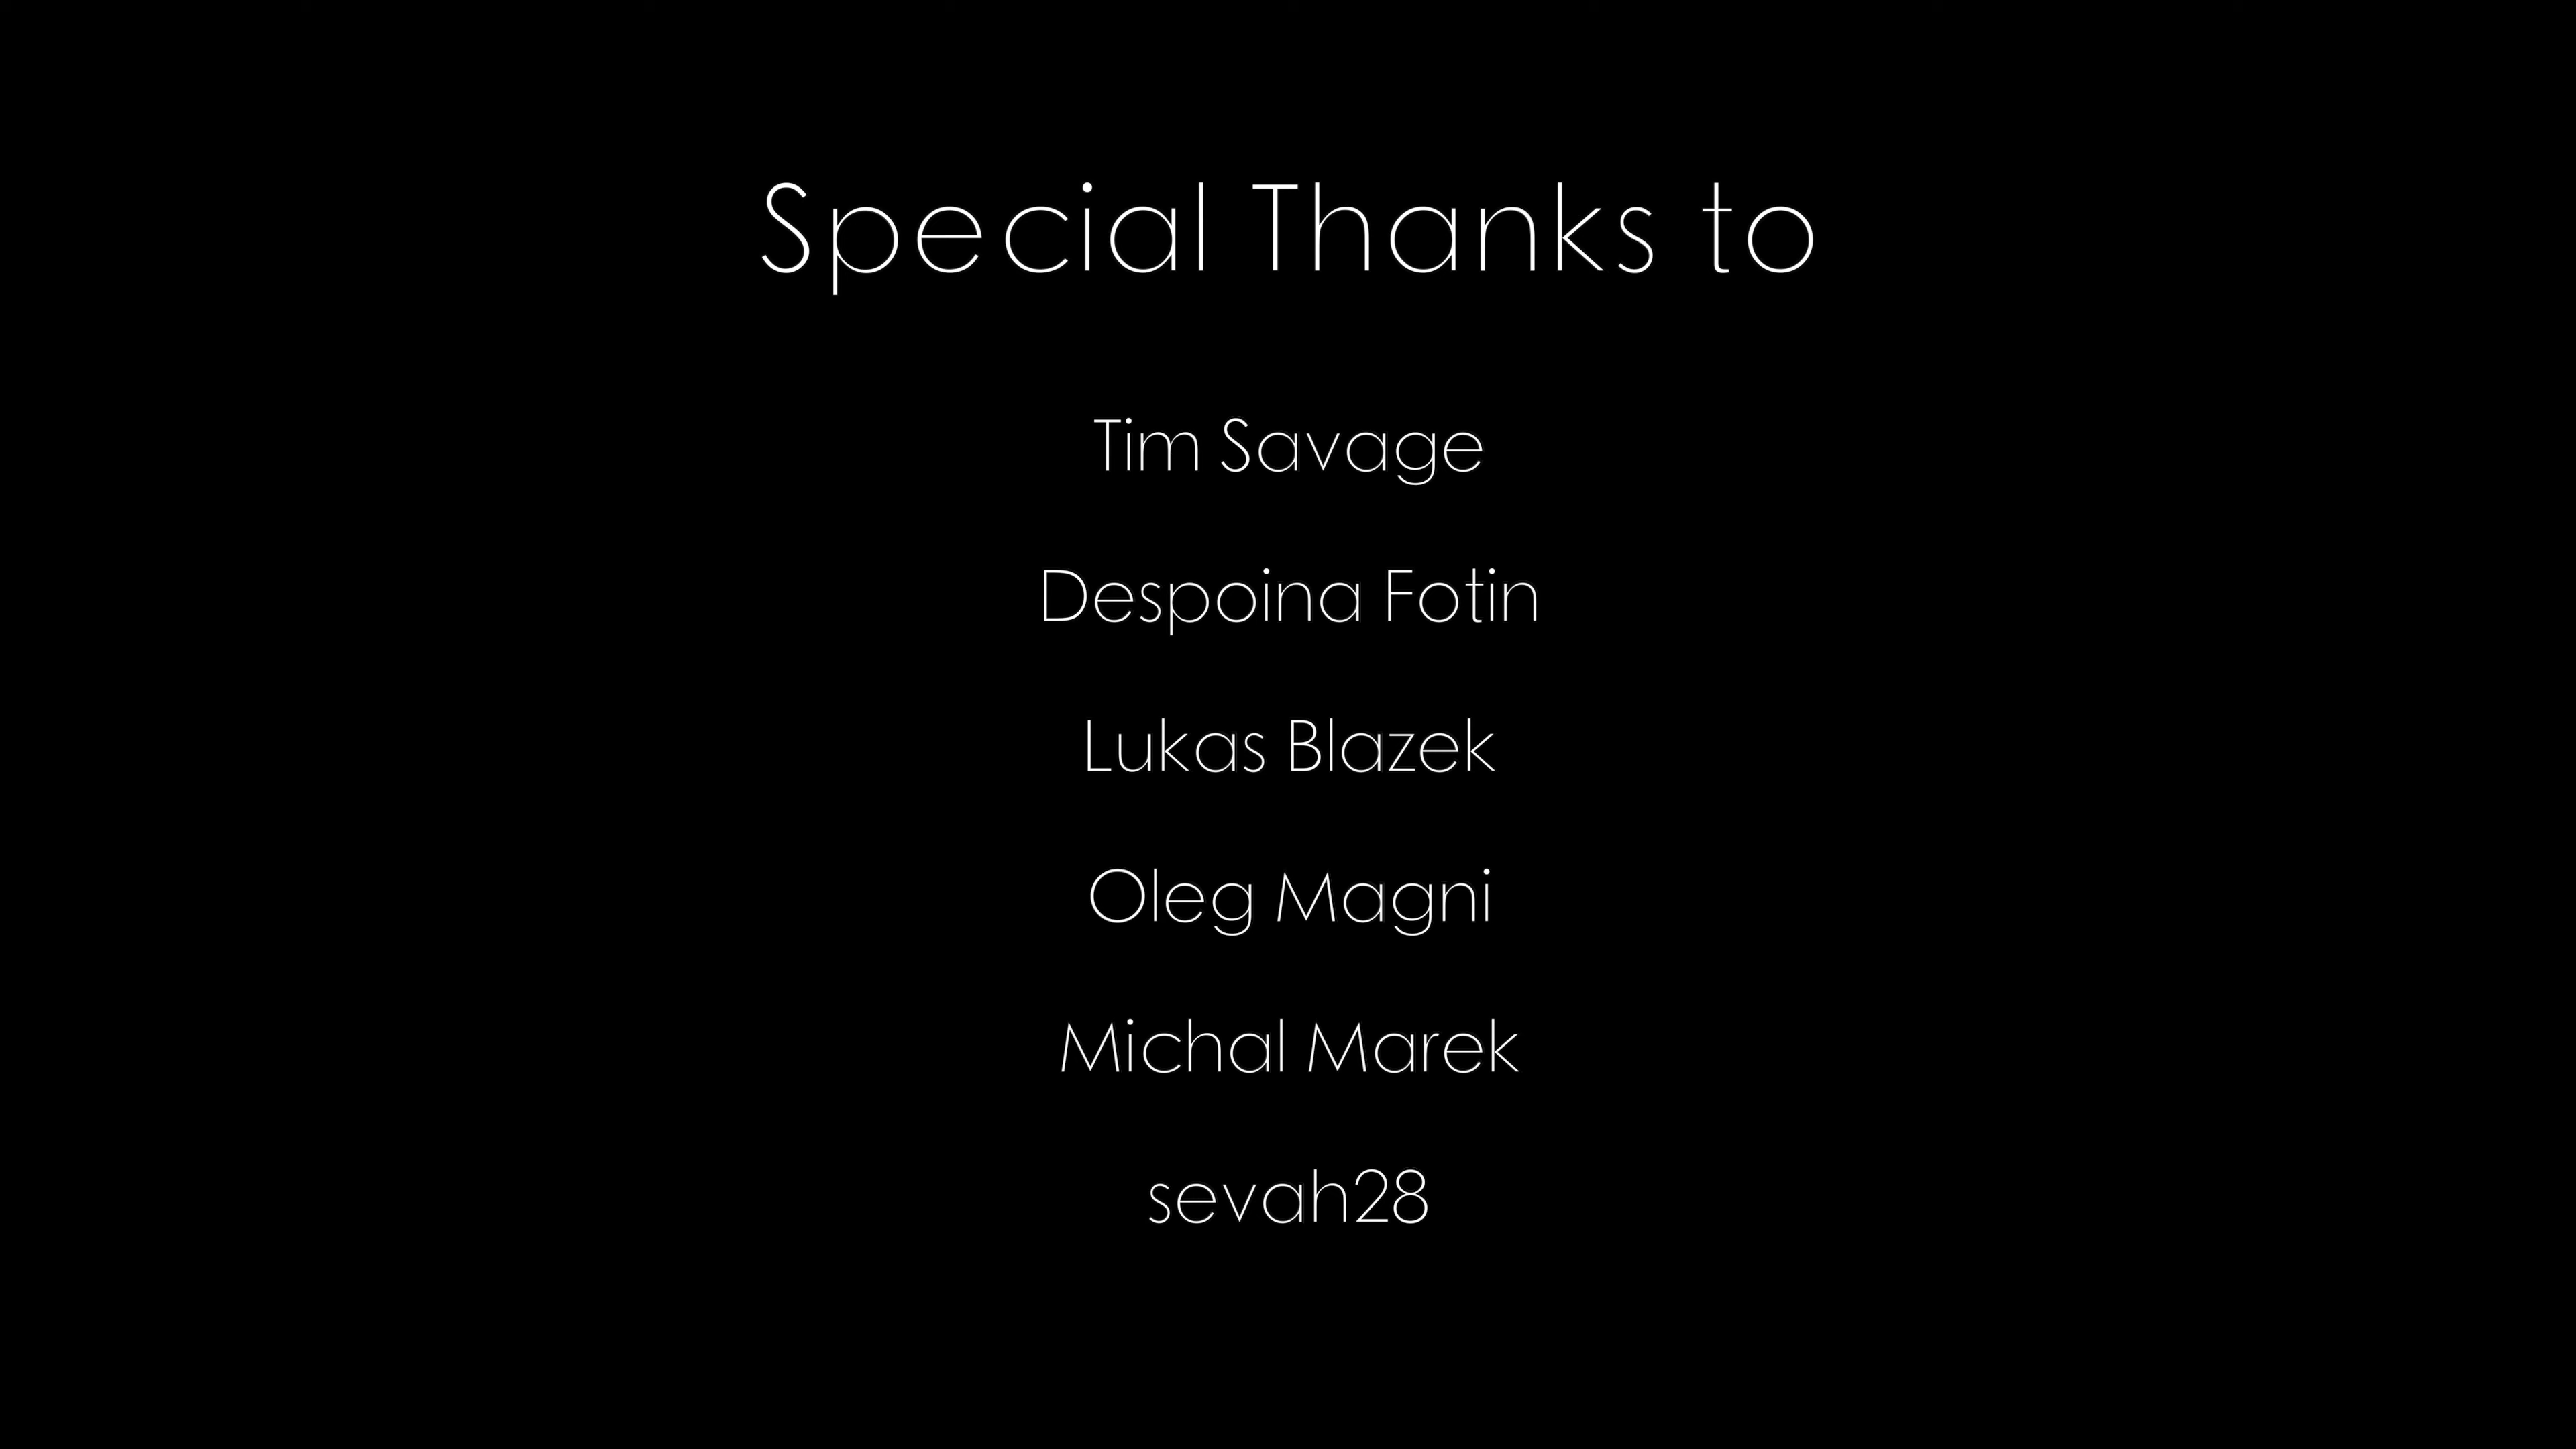 Special Thanks to
Tim Savage
Despoina Fotin
Lukas Blazek
Oleg Magni
Michal Marek
sevah28